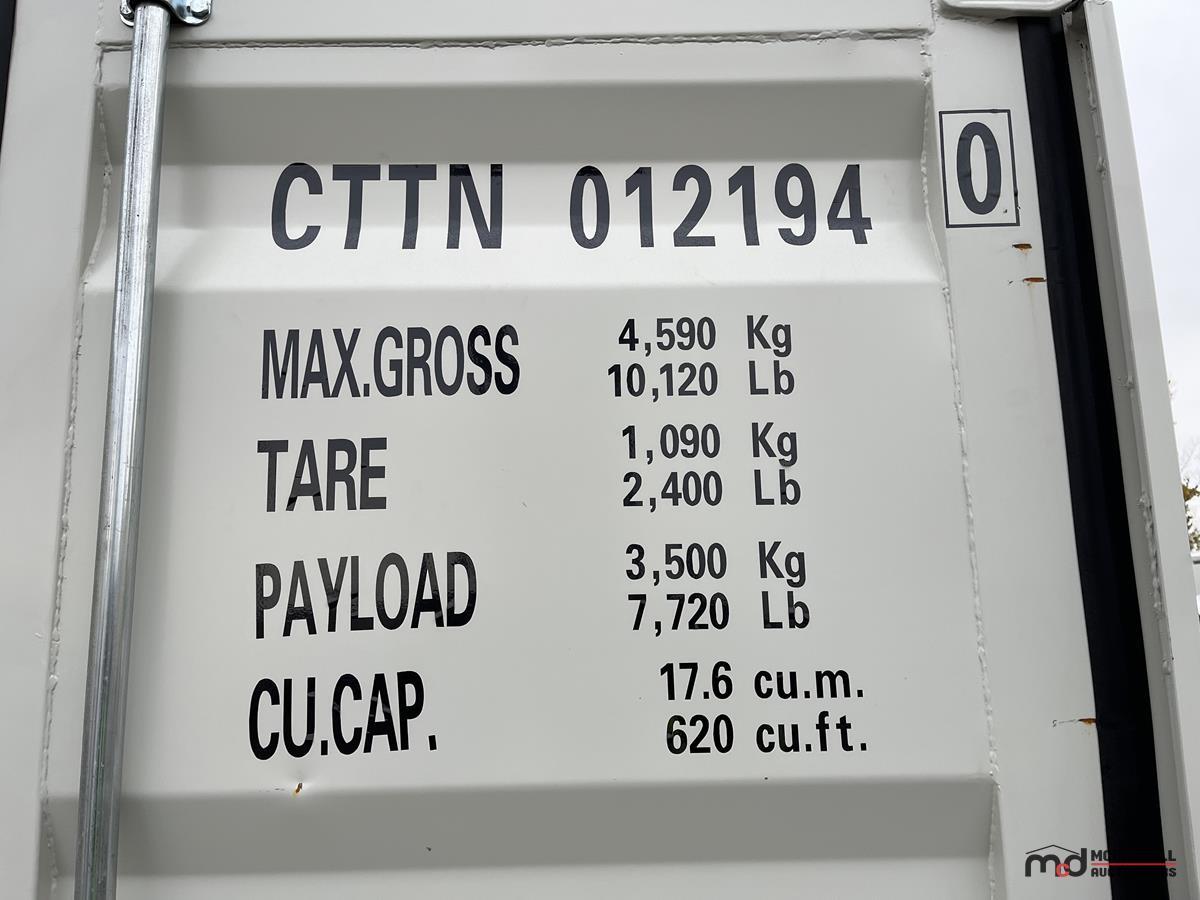 CTTN 012194 0
MAX.GROSS 4,590 Kg
10,120 Lb
TARE 1,090 Kg
2,400 Lb
PAYLOAD 3,500 Kg
7,720 Lb
CU.CAP. 17.6 cu.m.
620 cu.ft.
mcd